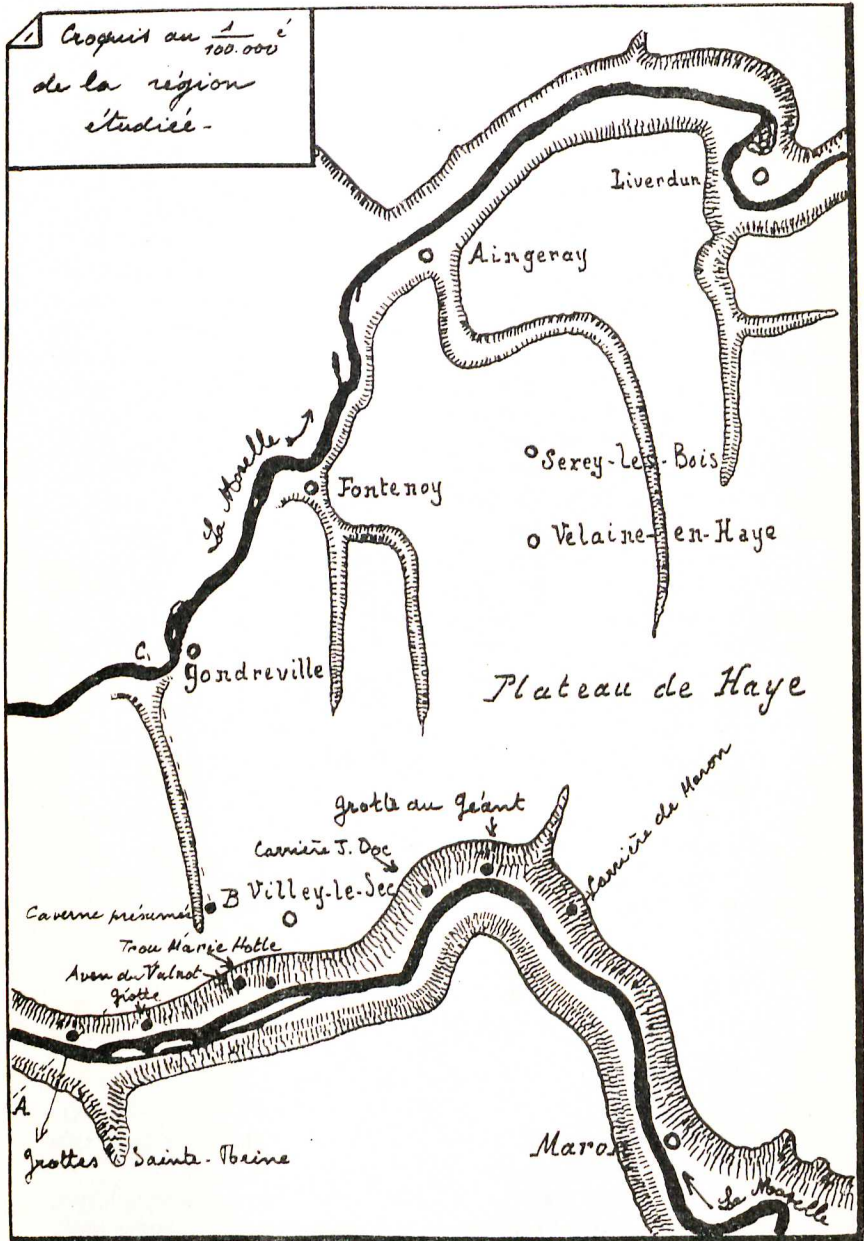 Croquis au 1/100.000 è
de la région
étudiée -
Liverdun
Aingeray
La Moselle
Serey-les-Bois
Fontenoy
Velaine-en-Haye
C.
Gondreville
Plateau de Haye
Grotte du Géant
Carrière de Maron
Carrière J. Doc
Caverne présumée
B
Villey-le-Sec
Trou Marie Hotte
Aven du Valnot
Grotte
A.
Grottes Sainte-Reine
Maron
La Moselle